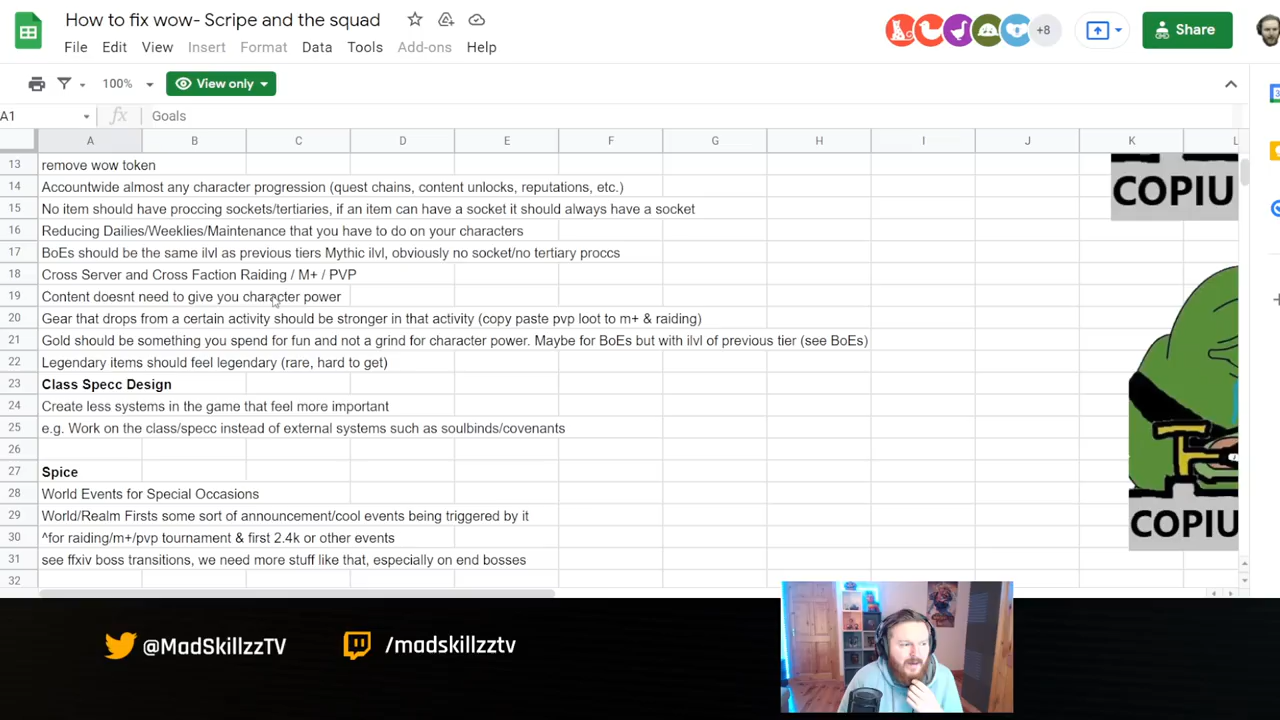 How to fix wow- Scripe and the squad
+8
Share
File Edit View Insert Format Data Tools Add-ons Help
100% View only
A1 fx Goals
A B C D E F G H I J K L
13 remove wow token
14 Accountwide almost any character progression (quest chains, content unlocks, reputations, etc.)
15 No item should have proccing sockets/tertiaries, if an item can have a socket it should always have a socket
16 Reducing Dailies/Weeklies/Maintenance that you have to do on your characters
17 BoEs should be the same ilvl as previous tiers Mythic ilvl, obviously no socket/no tertiary proccs
18 Cross Server and Cross Faction Raiding / M+ / PVP
19 Content doesnt need to give you character power
20 Gear that drops from a certain activity should be stronger in that activity (copy paste pvp loot to m+ & raiding)
21 Gold should be something you spend for fun and not a grind for character power. Maybe for BoEs but with ilvl of previous tier (see BoEs)
22 Legendary items should feel legendary (rare, hard to get)
23 Class Specc Design
24 Create less systems in the game that feel more important
25 e.g. Work on the class/specc instead of external systems such as soulbinds/covenants
26
27 Spice
28 World Events for Special Occasions
29 World/Realm Firsts some sort of announcement/cool events being triggered by it
30 ^for raiding/m+/pvp tournament & first 2.4k or other events
31 see ffxiv boss transitions, we need more stuff like that, especially on end bosses
32
COPIU
COPIU
@MadSkillzzTV /madskillzztv